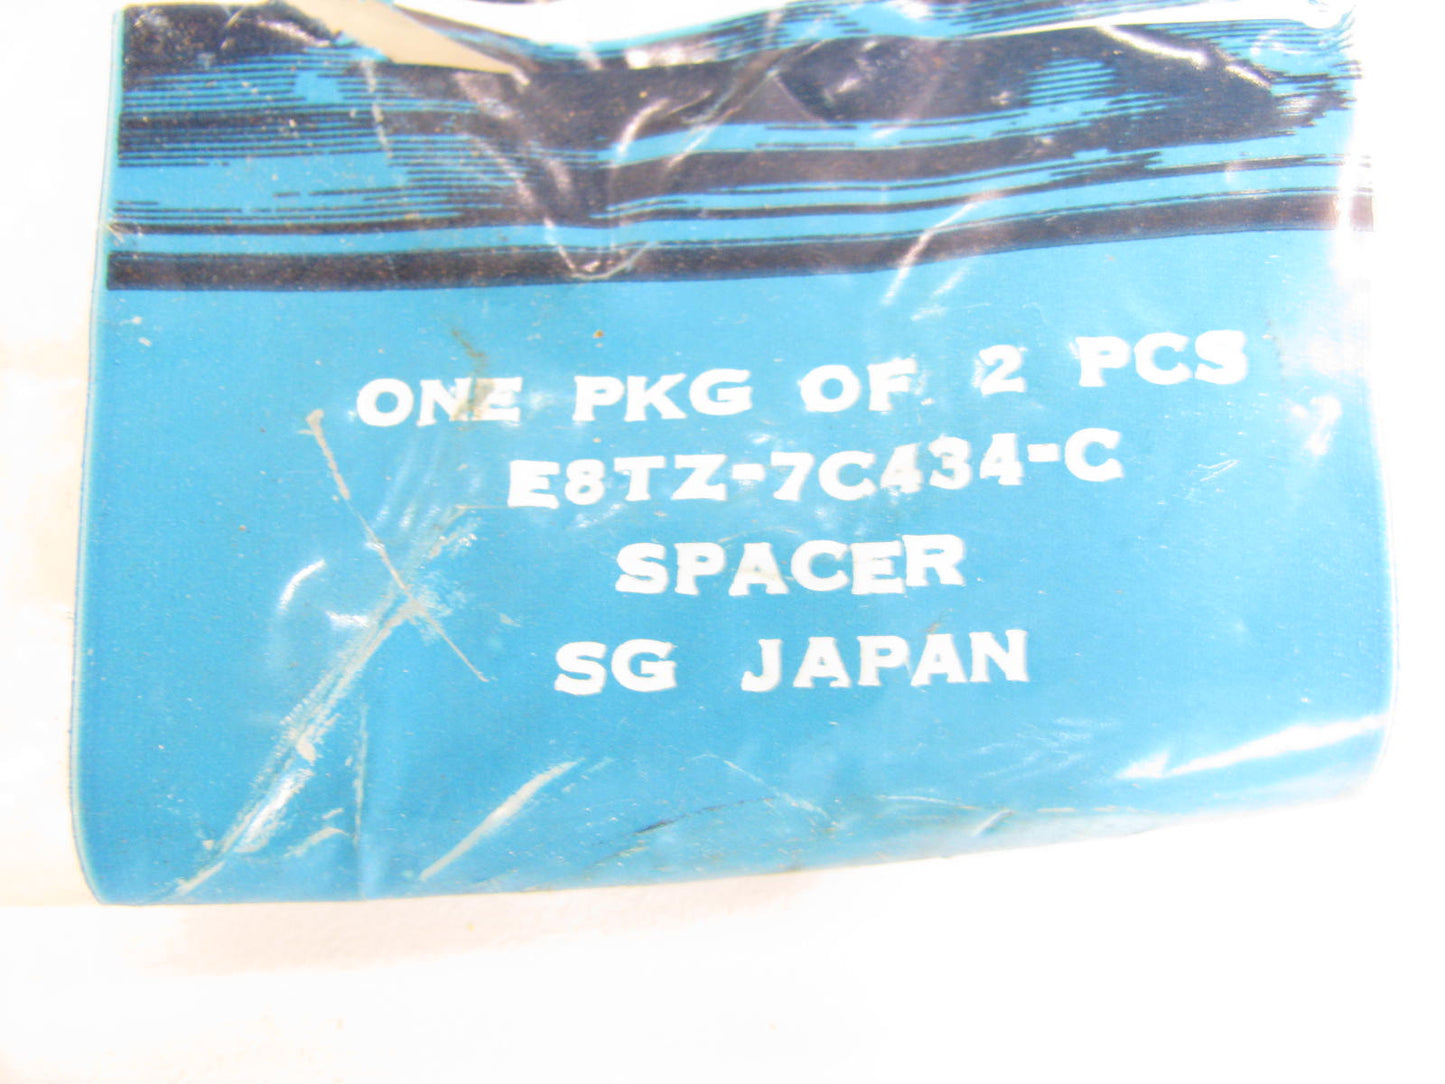 ONE PKG OF 2 PCS
E8TZ-7C434-C
SPACER
SG JAPAN